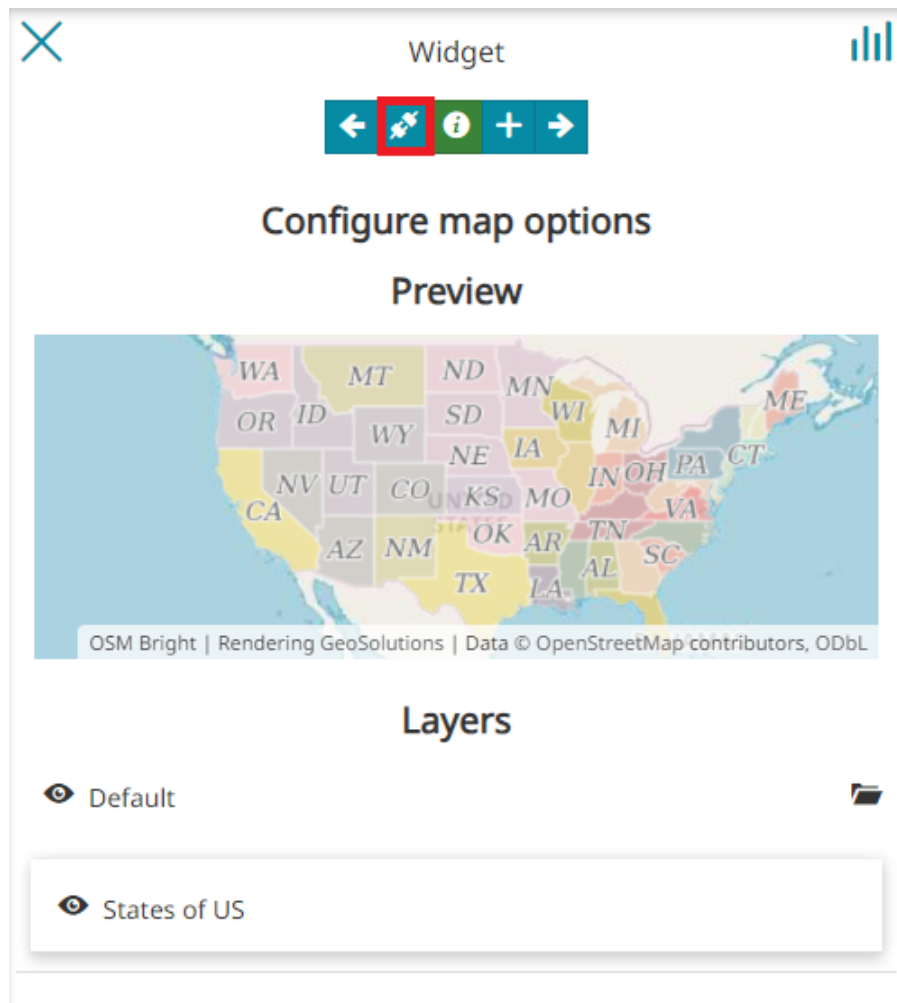 Widget
Configure map options
Preview
WA MT ND MN ME
OR ID WY SD WI MI
NE IA IN OH PA CT
NV UT CO KS MO VA
CA UNITED STATES
AZ NM OK AR TN SC
TX LA AL
OSM Bright | Rendering GeoSolutions | Data © OpenStreetMap contributors, ODbL
Layers
Default
States of US